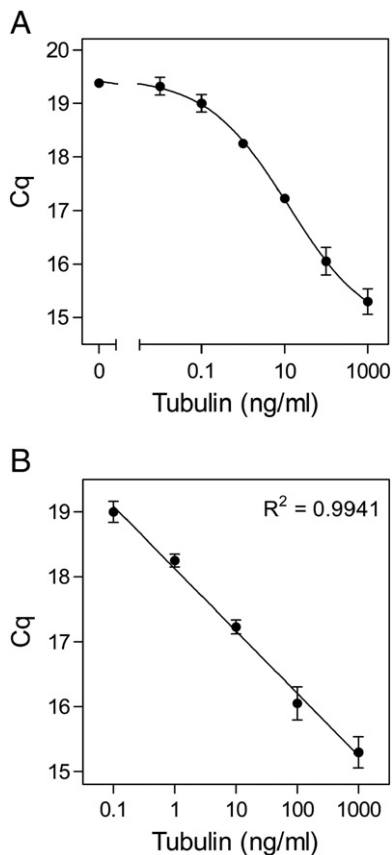 A
20
19
18
17
16
15
Cq
0 0.1 10 1000
Tubulin (ng/ml)
B
R² = 0.9941
19
18
17
16
15
Cq
0.1 1 10 100 1000
Tubulin (ng/ml)